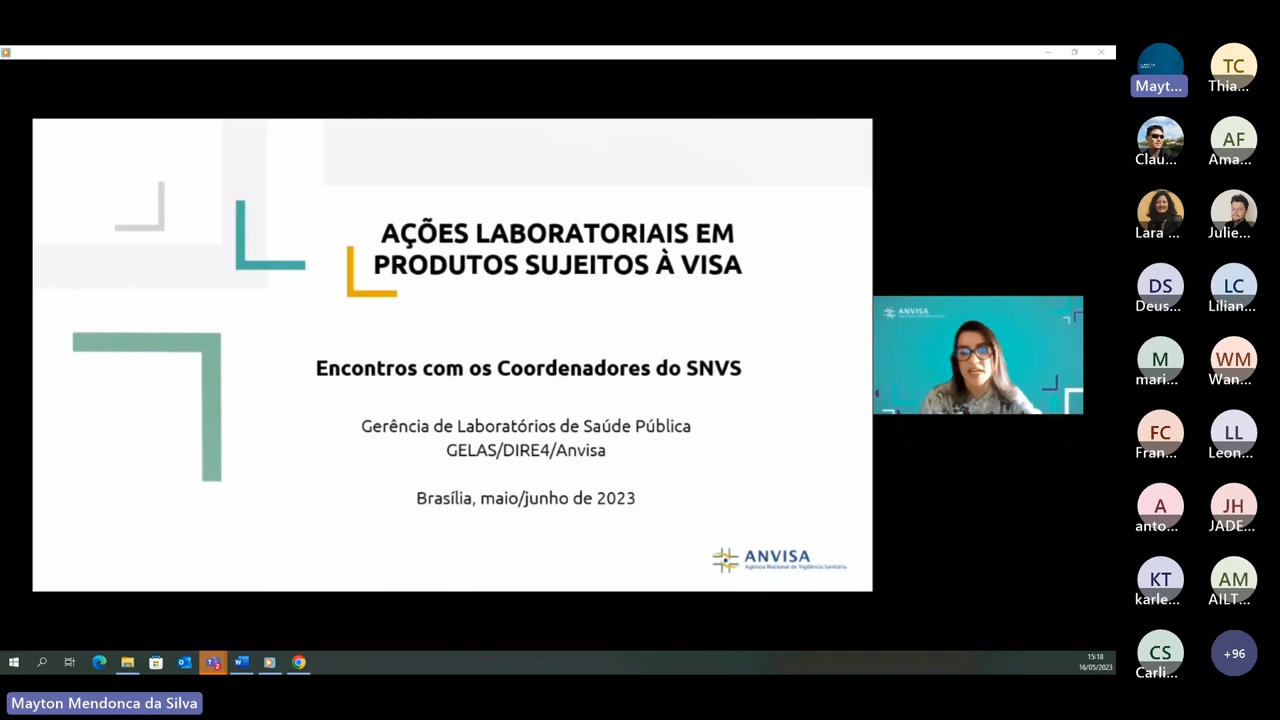 AÇÕES LABORATORIAIS EM
PRODUTOS SUJEITOS À VISA
Encontros com os Coordenadores do SNVS
Gerência de Laboratórios de Saúde Pública
GELAS/DIRE4/Anvisa
Brasília, maio/junho de 2023
ANVISA
Agência Nacional de Vigilância Sanitária
ANVISA
Mayt...
TC
Thia...
Clau...
AF
Ama...
Lara ...
Julie...
DS
Deus...
LC
Lilian...
M
mari...
WM
Wan...
FC
Fran...
LL
Leon...
A
anto...
JH
JADE...
KT
karle...
AM
AILT...
CS
Carli...
+96
15:18
16/05/2023
Mayton Mendonca da Silva